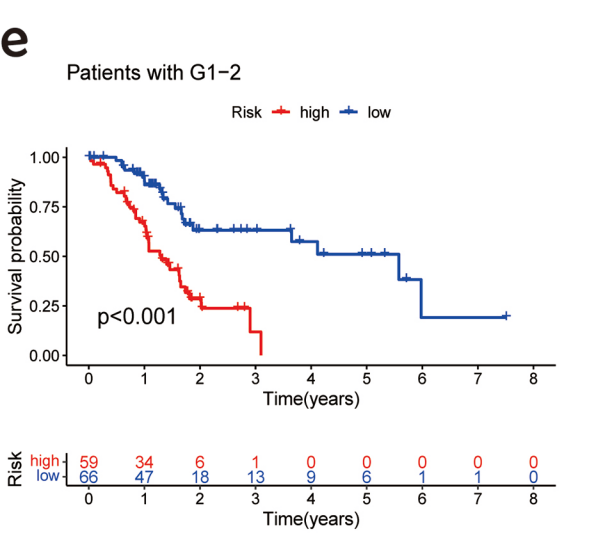 e
Patients with G1−2
Risk high low
Survival probability
1.00
0.75
0.50
0.25
0.00
p<0.001
0 1 2 3 4 5 6 7 8
Time(years)
Risk
high 59 34 6 1 0 0 0 0 0
low 66 47 18 13 9 6 1 1 0
0 1 2 3 4 5 6 7 8
Time(years)